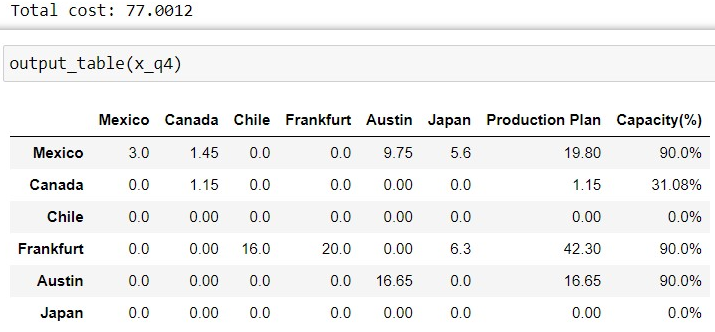 Total cost: 77.0012
output_table(x_q4)
Mexico Canada Chile Frankfurt Austin Japan Production Plan Capacity(%)
Mexico 3.0 1.45 0.0 0.0 9.75 5.6 19.80 90.0%
Canada 0.0 1.15 0.0 0.0 0.00 0.0 1.15 31.08%
Chile 0.0 0.00 0.0 0.0 0.00 0.0 0.00 0.0%
Frankfurt 0.0 0.00 16.0 20.0 0.00 6.3 42.30 90.0%
Austin 0.0 0.00 0.0 0.0 16.65 0.0 16.65 90.0%
Japan 0.0 0.00 0.0 0.0 0.00 0.0 0.00 0.0%